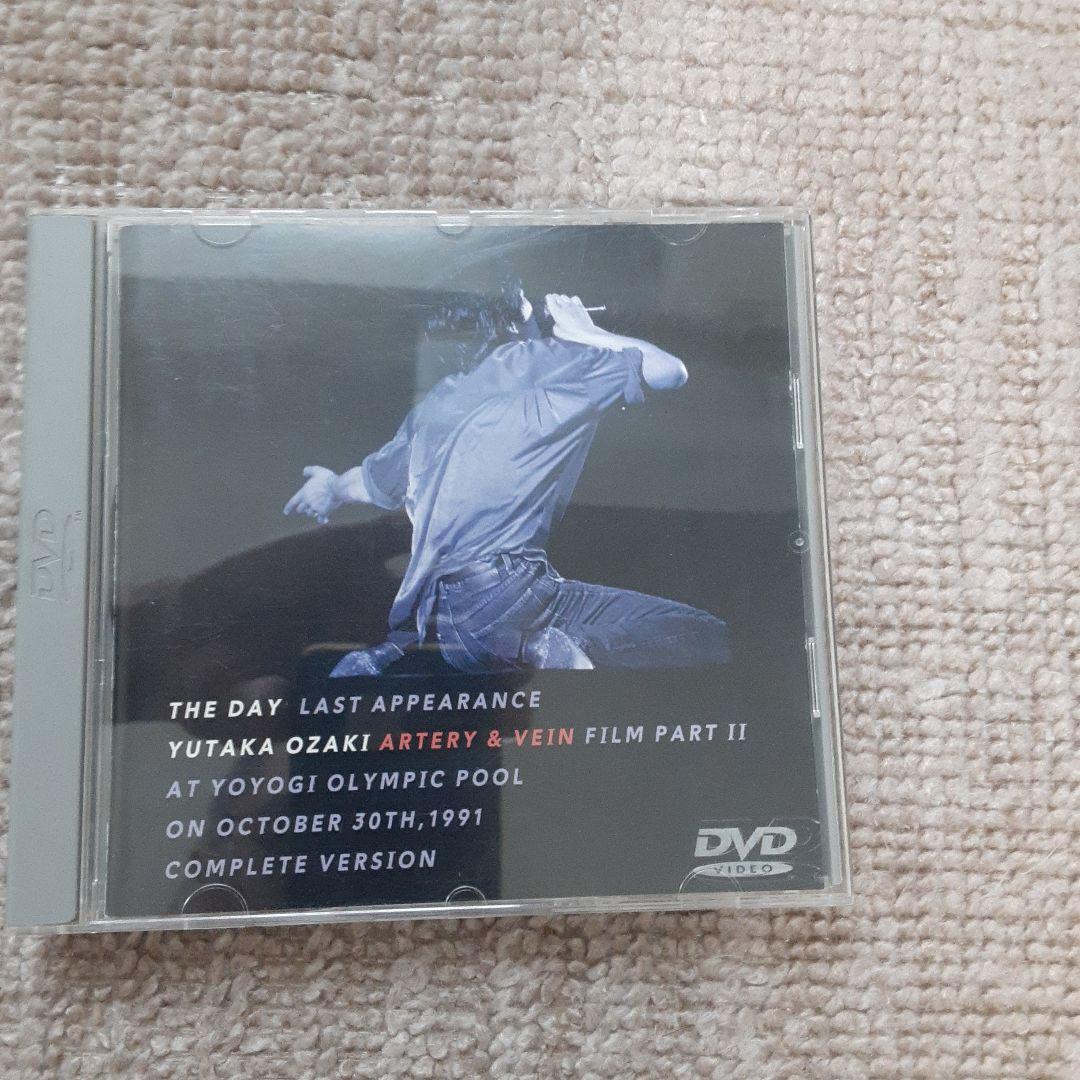 THE DAY LAST APPEARANCE
YUTAKA OZAKI ARTERY & VEIN FILM PART II
AT YOYOGI OLYMPIC POOL
ON OCTOBER 30TH, 1991
COMPLETE VERSION
DVD
VIDEO
DVD
TM